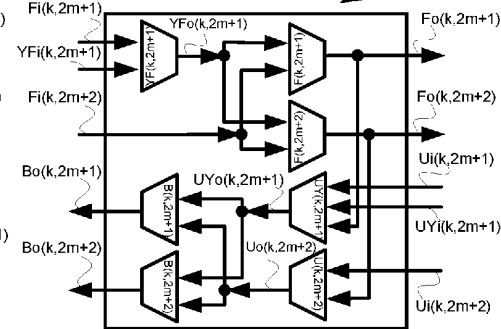 Fi(k,2m+1)
YFo(k,2m+1)
Fo(k,2m+1)
YFi(k,2m+1)
YF(k,2m+1)
F(k,2m+1)
Fi(k,2m+2)
Fo(k,2m+2)
F(k,2m+2)
Ui(k,2m+1)
Bo(k,2m+1)
UYo(k,2m+1)
B(k,2m+1)
UY(k,2m+1)
UYi(k,2m+1)
Bo(k,2m+2)
Uo(k,2m+2)
B(k,2m+2)
U(k,2m+2)
Ui(k,2m+2)